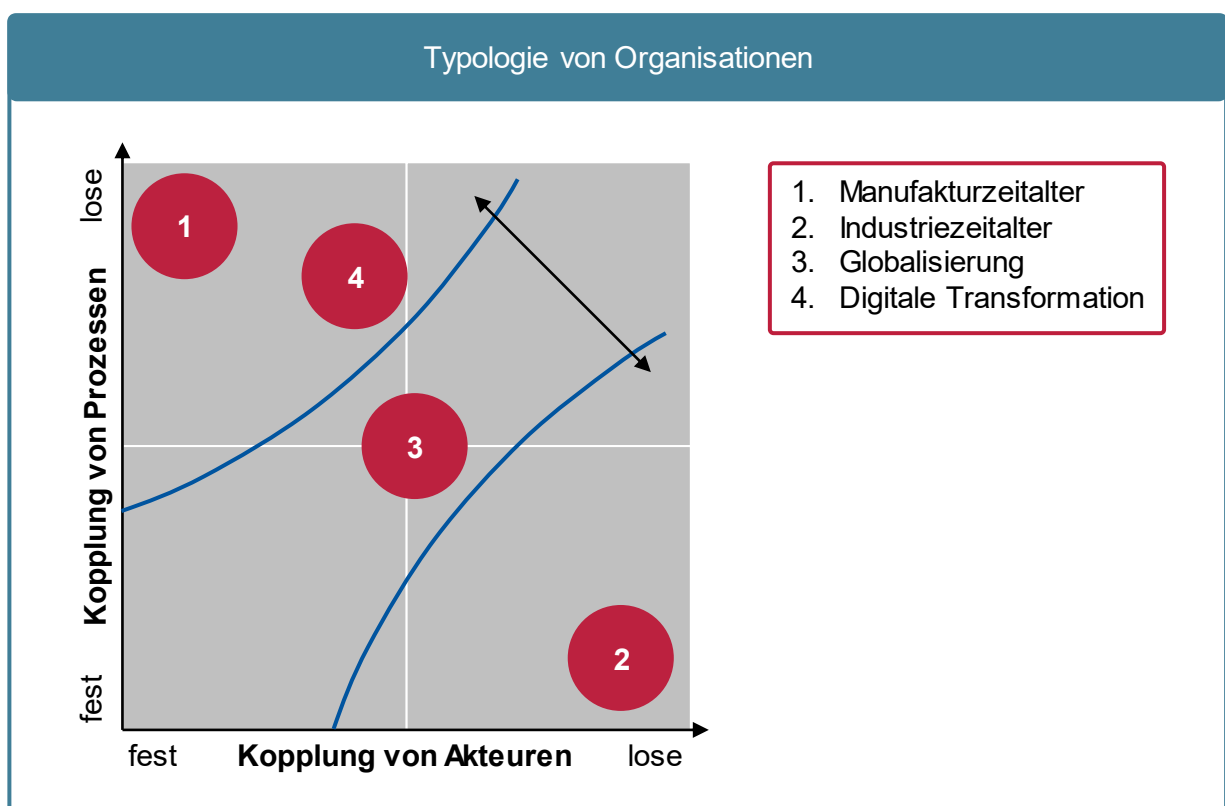 Typologie von Organisationen
lose
Kopplung von Prozessen
fest
1
4
3
2
fest
Kopplung von Akteuren
lose
1. Manufakturzeitalter
2. Industriezeitalter
3. Globalisierung
4. Digitale Transformation